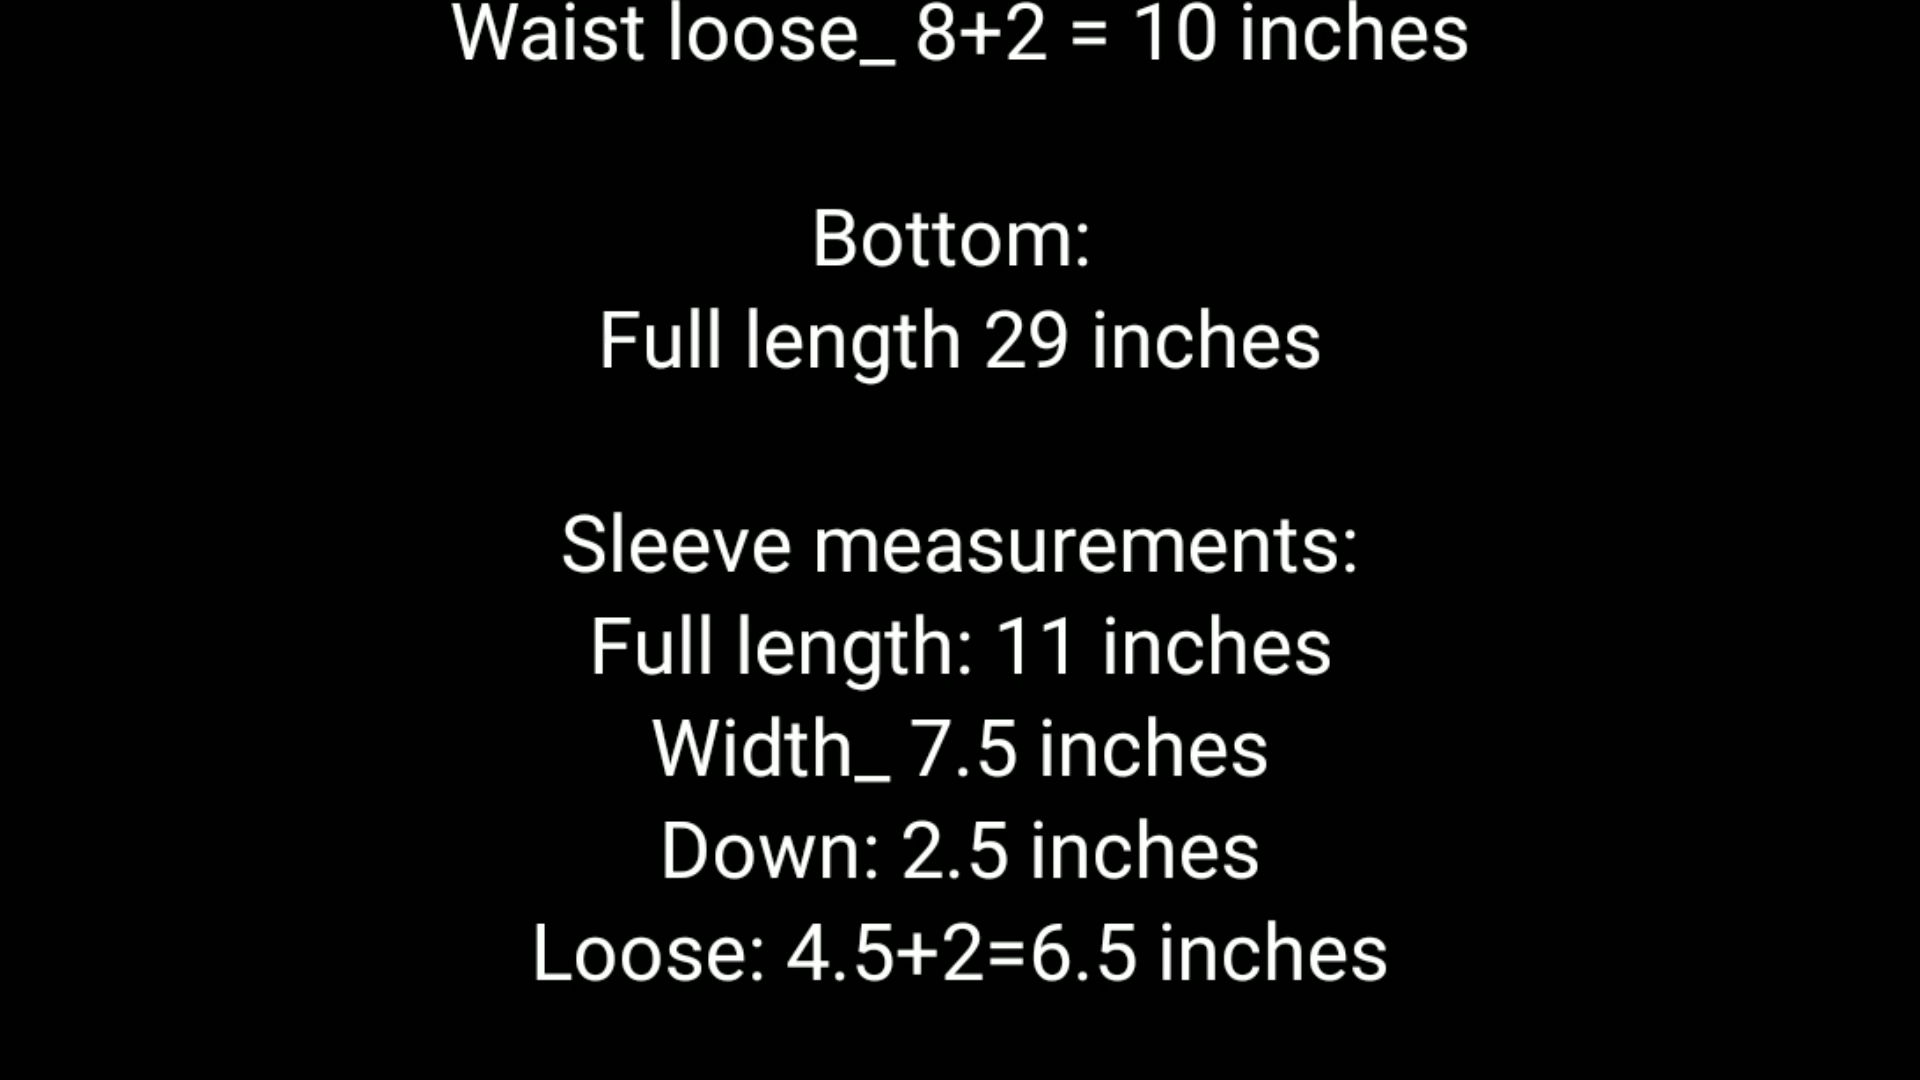 Waist loose_ 8+2 = 10 inches
Bottom:
Full length 29 inches
Sleeve measurements:
Full length: 11 inches
Width_ 7.5 inches
Down: 2.5 inches
Loose: 4.5+2=6.5 inches